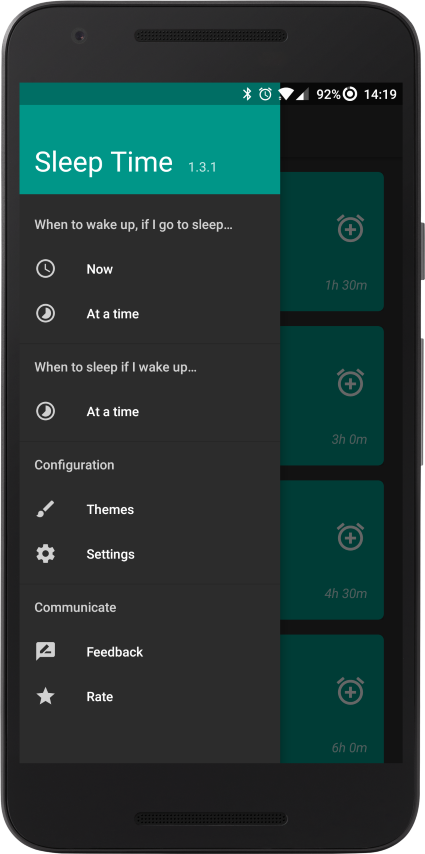 92% 14:19
Sleep Time 1.3.1
When to wake up, if I go to sleep…
Now
At a time
When to sleep if I wake up…
At a time
Configuration
Themes
Settings
Communicate
Feedback
Rate
1h 30m
3h 0m
4h 30m
6h 0m